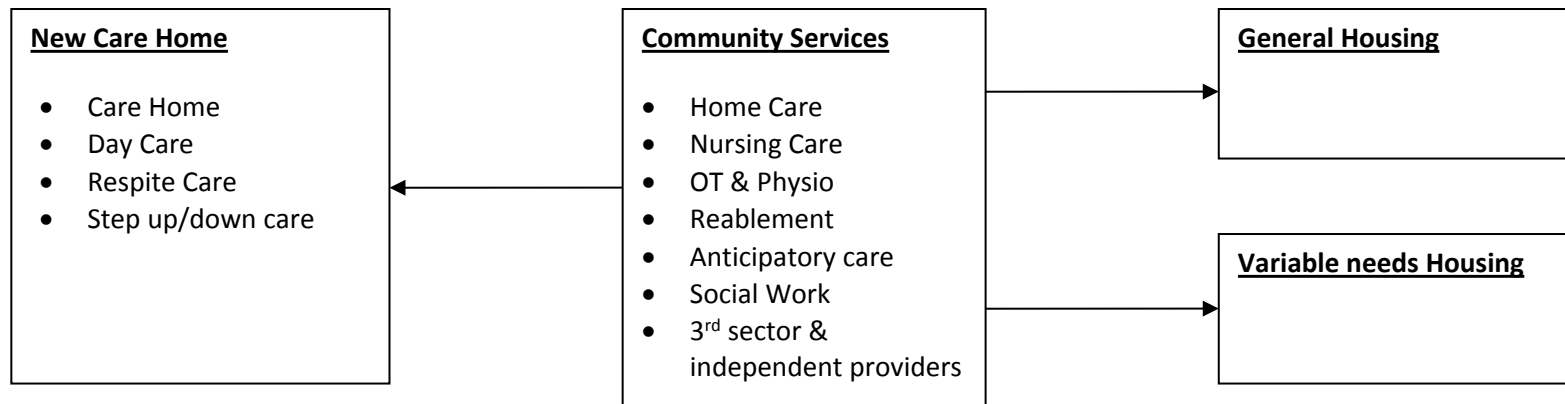 New Care Home
• Care Home
• Day Care
• Respite Care
• Step up/down care
Community Services
• Home Care
• Nursing Care
• OT & Physio
• Reablement
• Anticipatory care
• Social Work
• 3rd sector &
independent providers
General Housing
Variable needs Housing